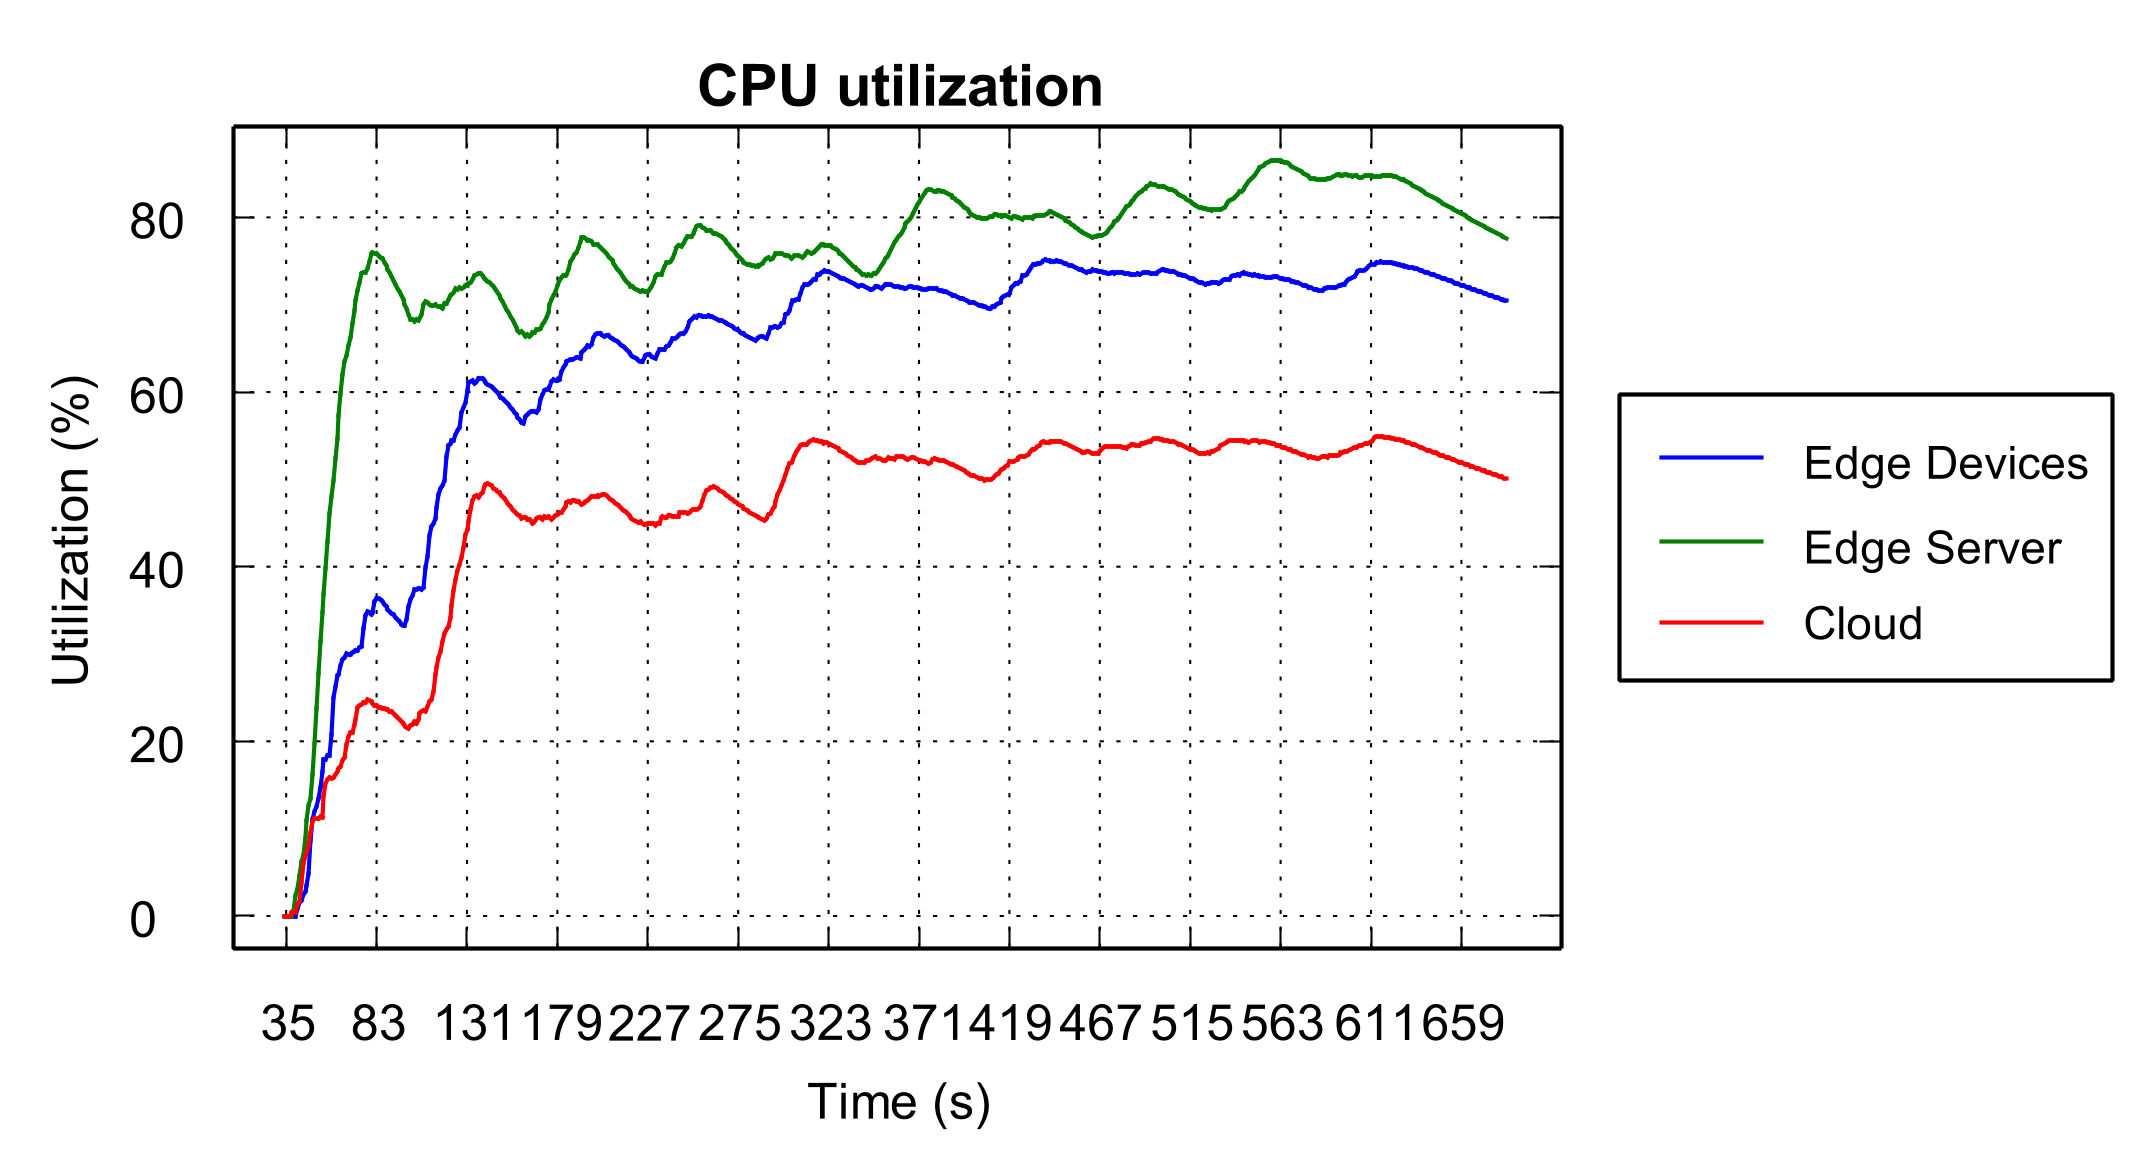 CPU utilization
Utilization (%)
80
60
40
20
0
35 83 131 179 227 275 323 371 419 467 515 563 611 659
Time (s)
Edge Devices
Edge Server
Cloud